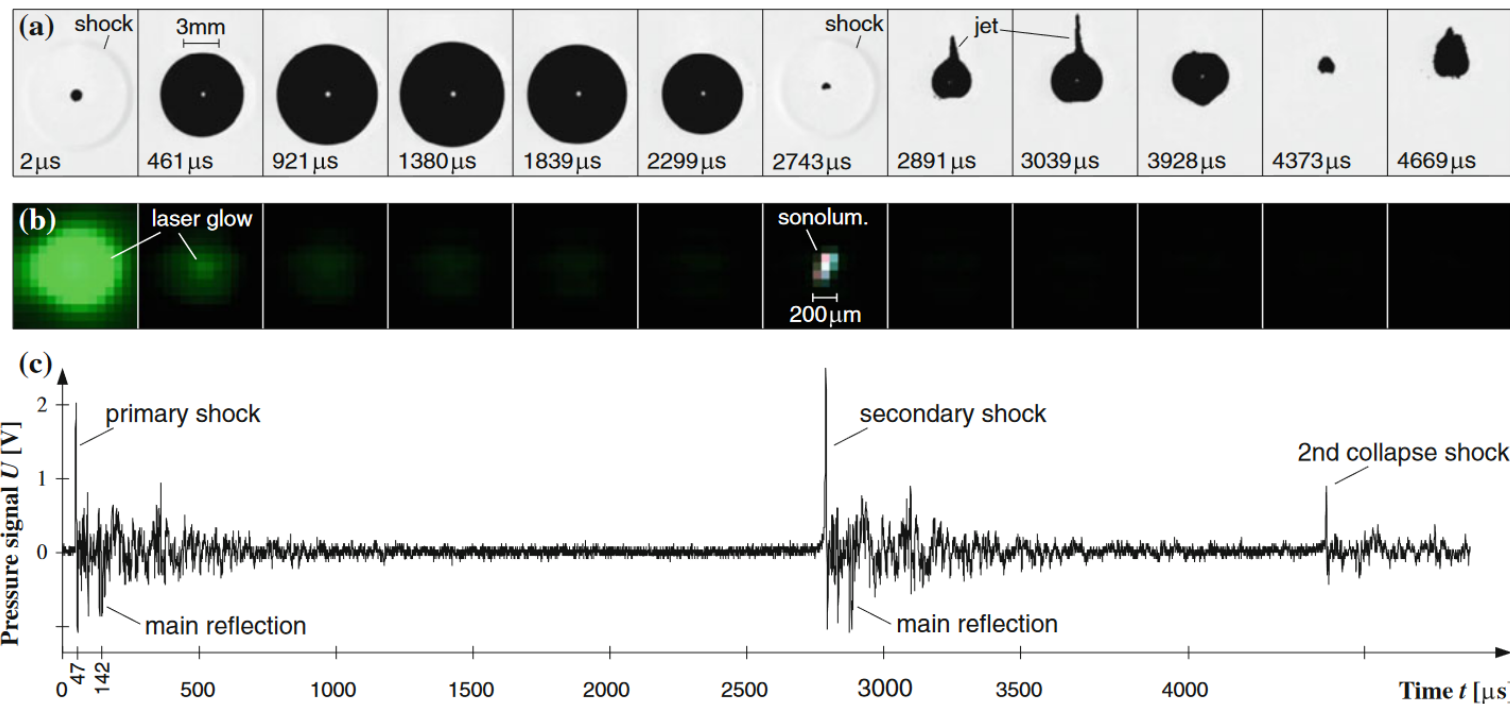 (a)
shock
3mm
shock
jet
2μs
461μs
921μs
1380μs
1839μs
2299μs
2743μs
2891μs
3039μs
3928μs
4373μs
4669μs
(b)
laser glow
sonolum.
200μm
(c)
Pressure signal U [V]
2
1
0
primary shock
main reflection
secondary shock
main reflection
2nd collapse shock
0
47
142
500
1000
1500
2000
2500
3000
3500
4000
Time t [μs]